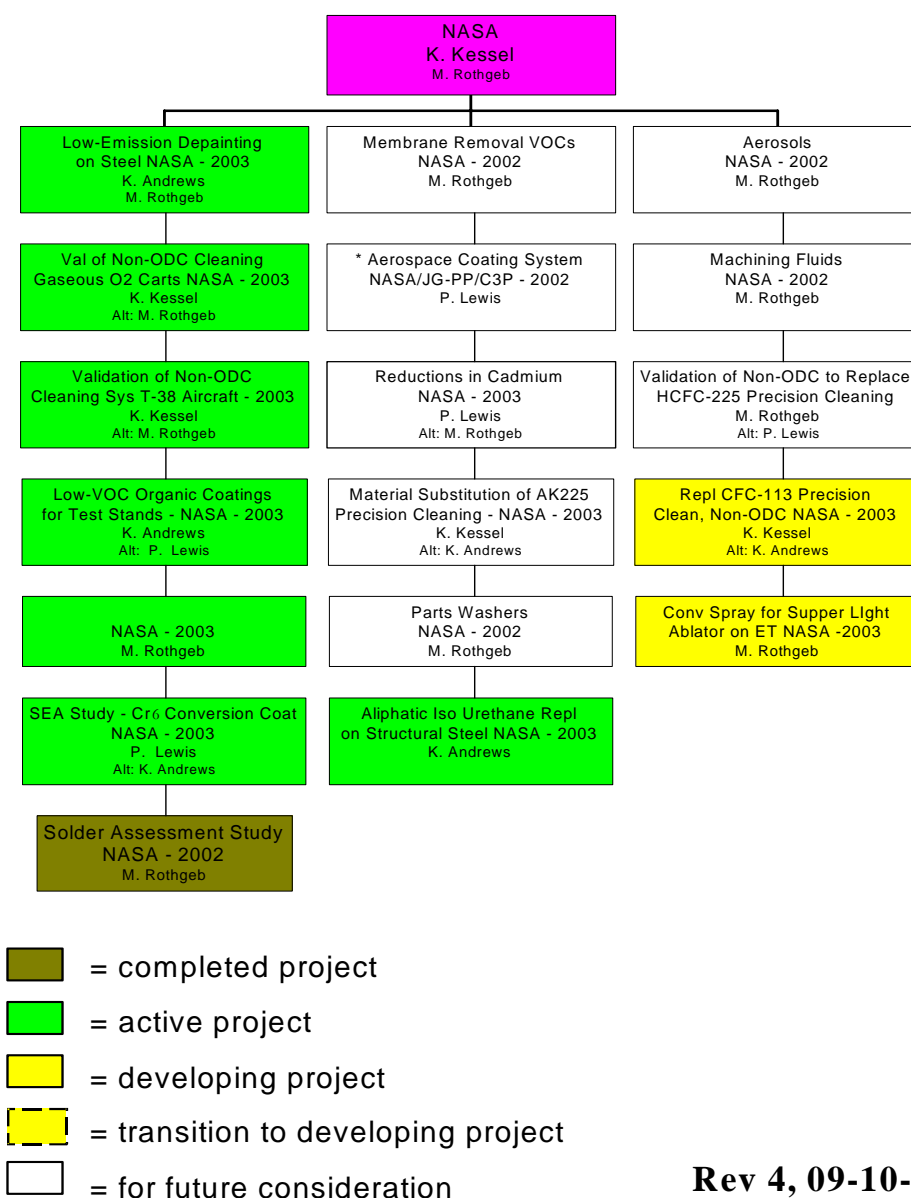 NASA
K. Kessel
M. Rothgeb
Low-Emission Depainting
on Steel NASA - 2003
K. Andrews
M. Rothgeb
Val of Non-ODC Cleaning
Gaseous O2 Carts NASA - 2003
K. Kessel
Alt: M. Rothgeb
Validation of Non-ODC
Cleaning Sys T-38 Aircraft - 2003
K. Kessel
Alt: M. Rothgeb
Low-VOC Organic Coatings
for Test Stands - NASA - 2003
K. Andrews
Alt: P. Lewis
NASA - 2003
M. Rothgeb
SEA Study - Cr6 Conversion Coat
NASA - 2003
P. Lewis
Alt: K. Andrews
Solder Assessment Study
NASA - 2002
M. Rothgeb
Membrane Removal VOCs
NASA - 2002
M. Rothgeb
* Aerospace Coating System
NASA/JG-PP/C3P - 2002
P. Lewis
Reductions in Cadmium
NASA - 2003
P. Lewis
Alt: M. Rothgeb
Material Substitution of AK225
Precision Cleaning - NASA - 2003
K. Kessel
Alt: K. Andrews
Parts Washers
NASA - 2002
M. Rothgeb
Aliphatic Iso Urethane Repl
on Structural Steel NASA - 2003
K. Andrews
Aerosols
NASA - 2002
M. Rothgeb
Machining Fluids
NASA - 2002
M. Rothgeb
Validation of Non-ODC to Replace
HCFC-225 Precision Cleaning
M. Rothgeb
Alt: P. Lewis
Repl CFC-113 Precision
Clean, Non-ODC NASA - 2003
K. Kessel
Alt: K. Andrews
Conv Spray for Supper LIght
Ablator on ET NASA -2003
M. Rothgeb
= completed project
= active project
= developing project
= transition to developing project
= for future consideration
Rev 4, 09-10-